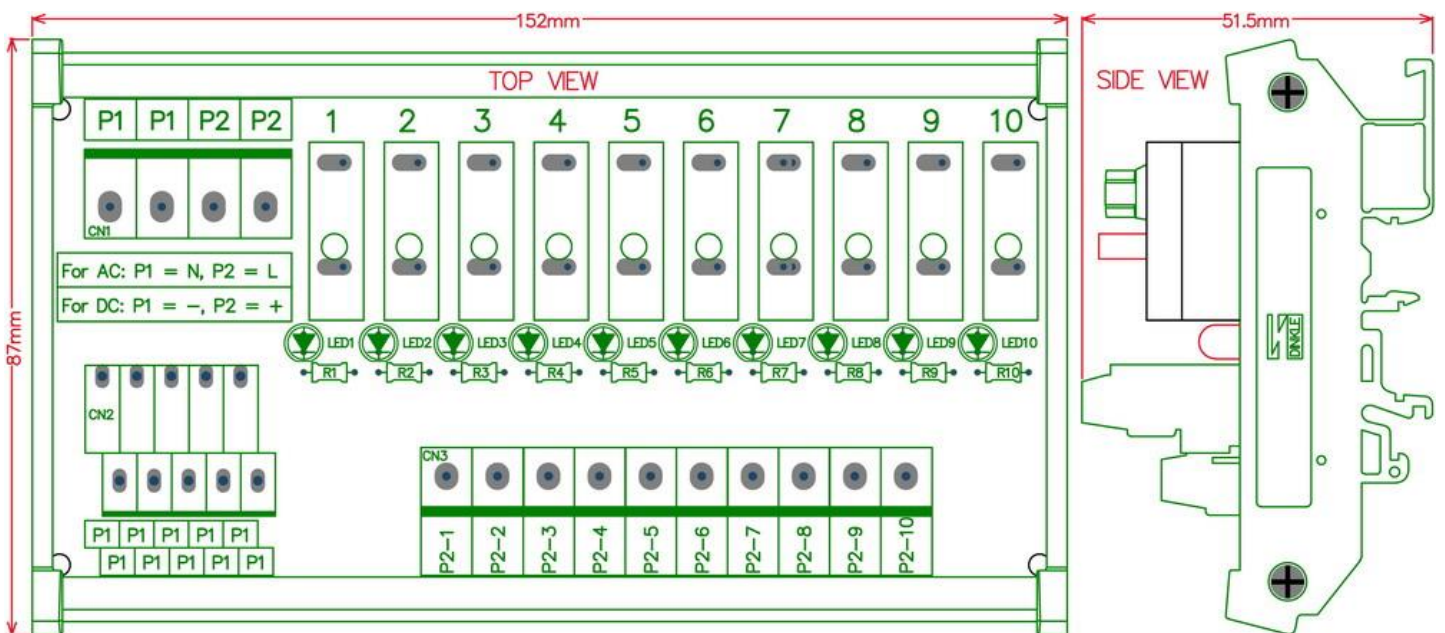 152mm
51.5mm
TOP VIEW
SIDE VIEW
87mm
P1 P1 P2 P2
1 2 3 4 5 6 7 8 9 10
CN1
For AC: P1 = N, P2 = L
For DC: P1 = −, P2 = +
LED1 LED2 LED3 LED4 LED5 LED6 LED7 LED8 LED9 LED10
R1 R2 R3 R4 R5 R6 R7 R8 R9 R10
DINKLE
CN2
CN3
P1 P1 P1 P1 P1
P1 P1 P1 P1 P1
P2-1 P2-2 P2-3 P2-4 P2-5 P2-6 P2-7 P2-8 P2-9 P2-10